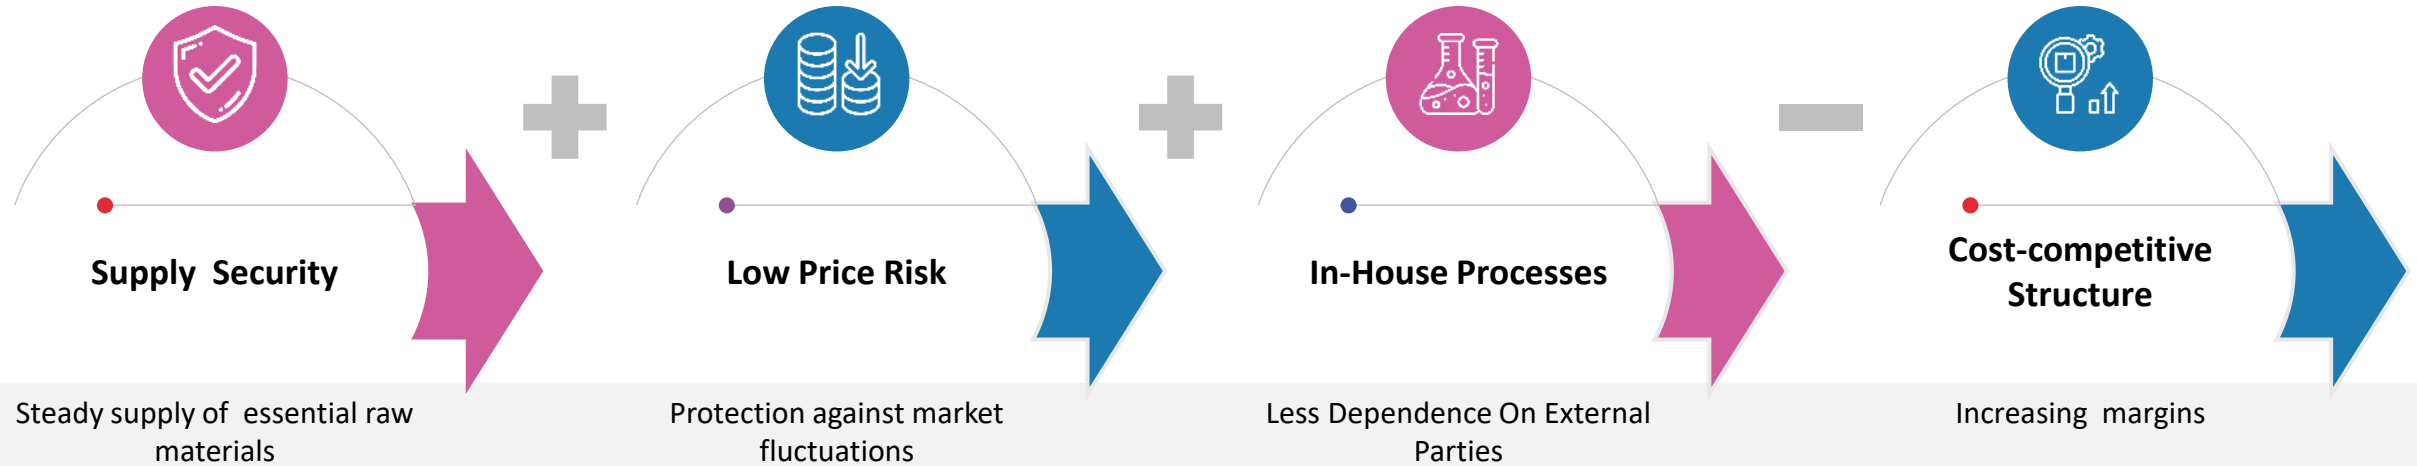 Supply  Security
Low Price Risk
In-House Processes
Cost-competitive
Structure
Steady supply of  essential raw
materials
Protection against market
fluctuations
Less Dependence On External
Parties
Increasing  margins